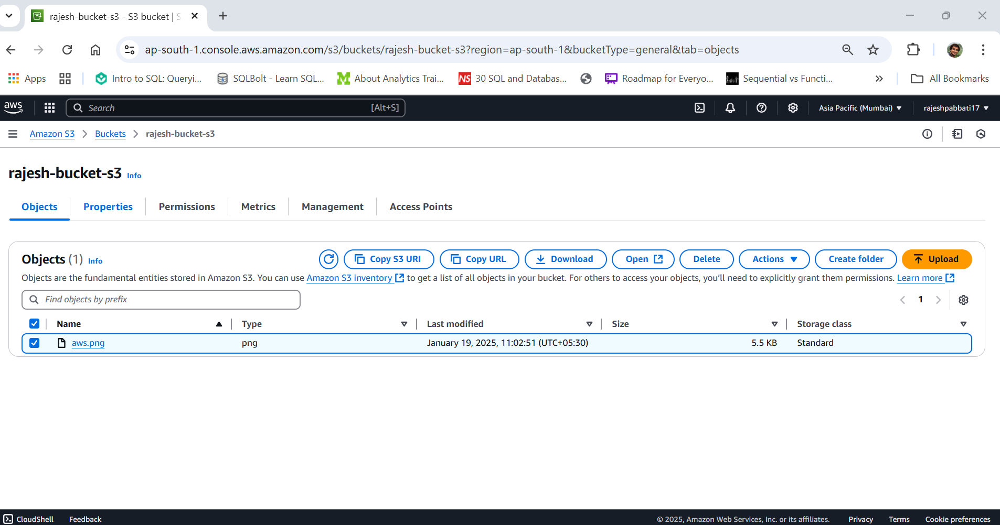 rajesh-bucket-s3 - S3 bucket | S
ap-south-1.console.aws.amazon.com/s3/buckets/rajesh-bucket-s3?region=ap-south-1&bucketType=general&tab=objects
Apps Intro to SQL: Queryi... SQLBolt - Learn SQL... About Analytics Trai... NS 30 SQL and Databas... Roadmap for Everyo... Sequential vs Functi... » All Bookmarks
aws Search [Alt+S] Asia Pacific (Mumbai) rajeshpabbati17
Amazon S3 > Buckets > rajesh-bucket-s3
rajesh-bucket-s3 Info
Objects Properties Permissions Metrics Management Access Points
Objects (1) Info Copy S3 URI Copy URL Download Open Delete Actions Create folder Upload
Objects are the fundamental entities stored in Amazon S3. You can use Amazon S3 inventory to get a list of all objects in your bucket. For others to access your objects, you’ll need to explicitly grant them permissions. Learn more
Find objects by prefix 1
Name Type Last modified Size Storage class
aws.png png January 19, 2025, 11:02:51 (UTC+05:30) 5.5 KB Standard
CloudShell Feedback © 2025, Amazon Web Services, Inc. or its affiliates. Privacy Terms Cookie preferences